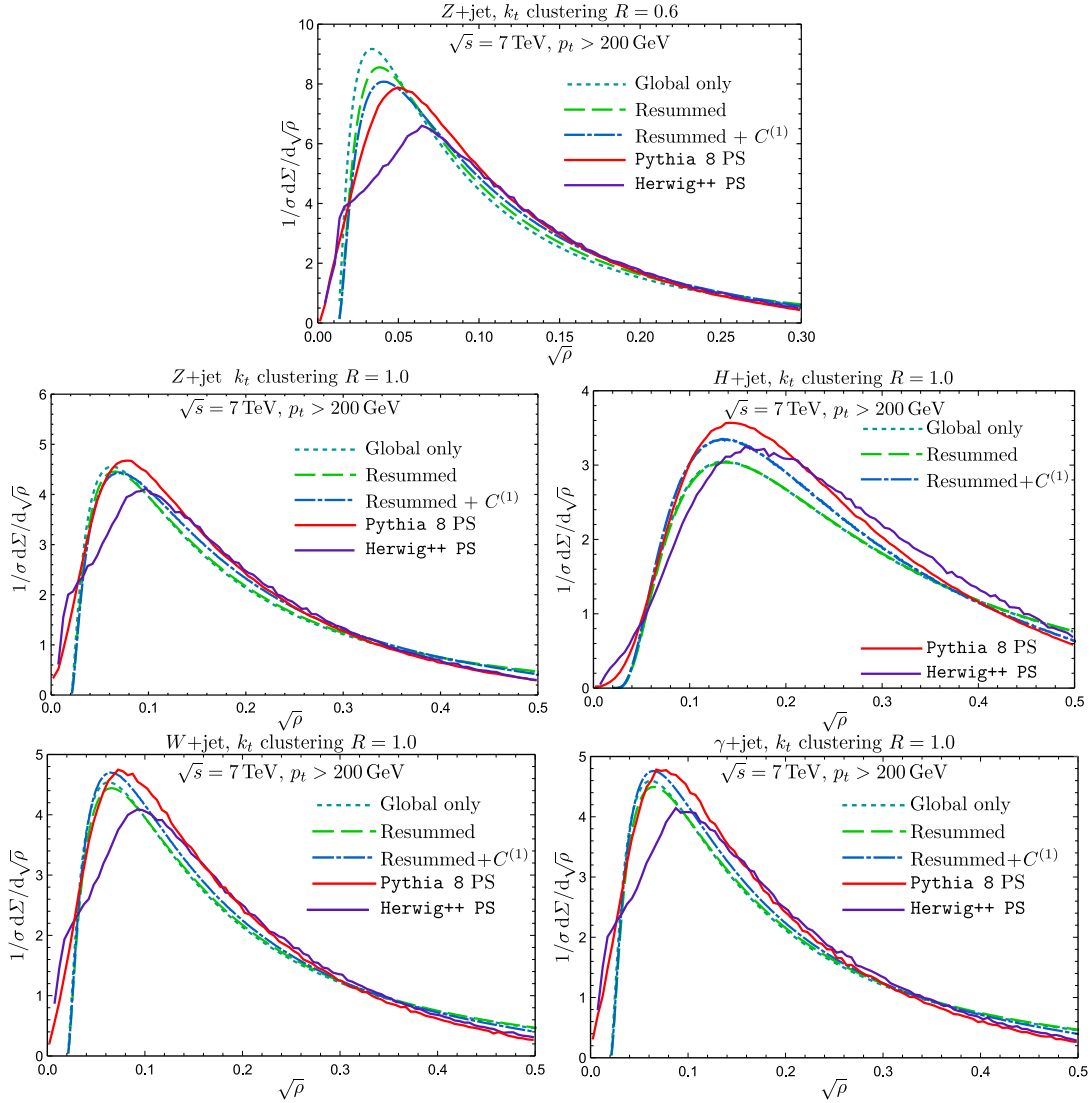 Z+jet, k_t clustering R = 0.6
√s = 7 TeV, p_t > 200 GeV
Global only
Resummed
Resummed + C^(1)
Pythia 8 PS
Herwig++ PS
1/σ dΣ/d√ρ
10
8
6
4
2
0
0.00 0.05 0.10 0.15 0.20 0.25 0.30
√ρ
Z+jet k_t clustering R = 1.0
√s = 7 TeV, p_t > 200 GeV
Global only
Resummed
Resummed + C^(1)
Pythia 8 PS
Herwig++ PS
1/σ dΣ/d√ρ
6
5
4
3
2
1
0
0.0 0.1 0.2 0.3 0.4 0.5
√ρ
H+jet, k_t clustering R = 1.0
√s = 7 TeV, p_t > 200 GeV
Global only
Resummed
Resummed+C^(1)
Pythia 8 PS
Herwig++ PS
1/σ dΣ/d√ρ
4
3
2
1
0
0.0 0.1 0.2 0.3 0.4 0.5
√ρ
W+jet, k_t clustering R = 1.0
√s = 7 TeV, p_t > 200 GeV
Global only
Resummed
Resummed+C^(1)
Pythia 8 PS
Herwig++ PS
1/σ dΣ/d√ρ
5
4
3
2
1
0
0.0 0.1 0.2 0.3 0.4 0.5
√ρ
γ+jet, k_t clustering R = 1.0
√s = 7 TeV, p_t > 200 GeV
Global only
Resummed
Resummed+C^(1)
Pythia 8 PS
Herwig++ PS
1/σ dΣ/d√ρ
5
4
3
2
1
0
0.0 0.1 0.2 0.3 0.4 0.5
√ρ